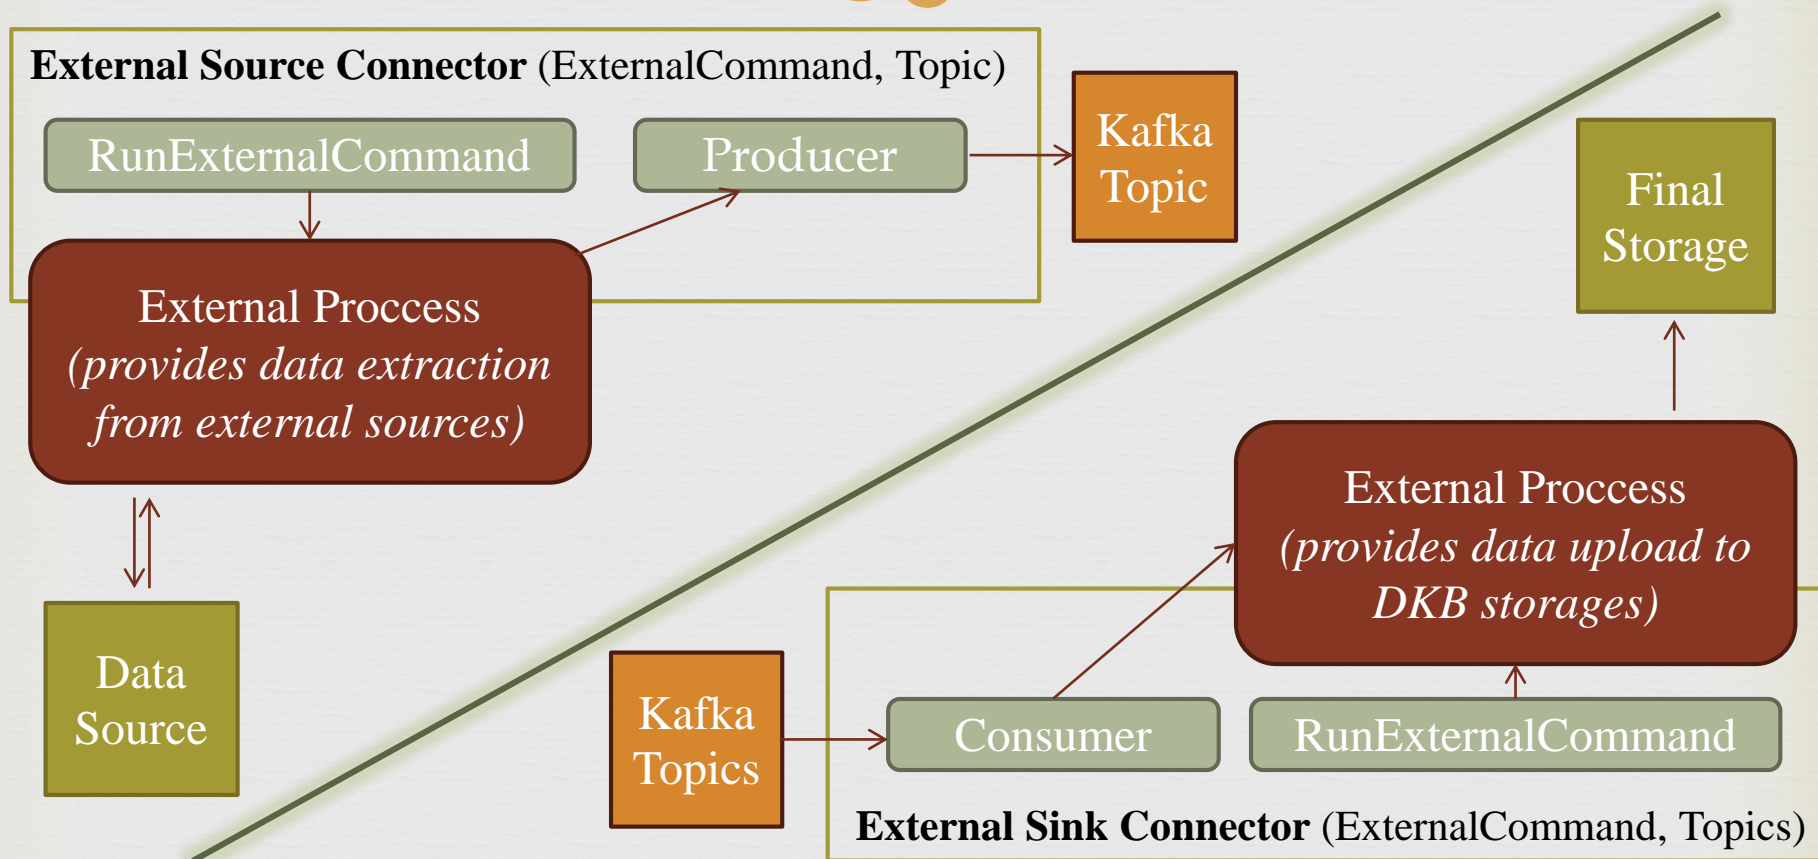 External Source Connector (ExternalCommand, Topic)
RunExternalCommand
Producer
Kafka
Topic
External Proccess
(provides data extraction
from external sources)
Data
Source
Final
Storage
External Proccess
(provides data upload to
DKB storages)
Kafka
Topics
Consumer
RunExternalCommand
External Sink Connector (ExternalCommand, Topics)